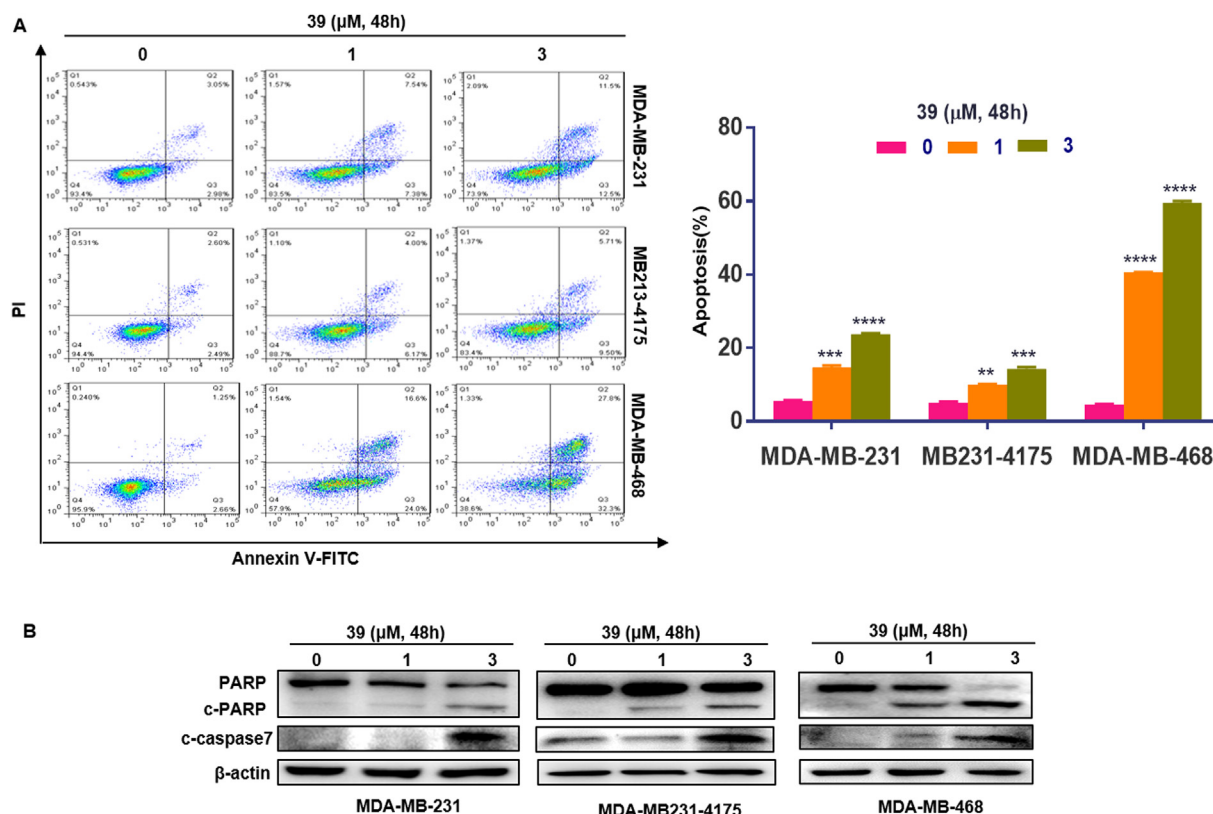 A
39 (μM, 48h)
0 1 3
Q1 0.543% Q2 3.05% Q3 2.98% Q4 93.4%
Q1 1.57% Q2 7.54% Q3 7.38% Q4 83.5%
Q1 2.09% Q2 11.5% Q3 12.5% Q4 73.9%
MDA-MB-231
Q1 0.531% Q2 2.60% Q3 2.49% Q4 94.4%
Q1 1.10% Q2 4.00% Q3 6.17% Q4 88.7%
Q1 1.37% Q2 5.71% Q3 9.50% Q4 83.4%
MB213-4175
Q1 0.240% Q2 1.25% Q3 2.66% Q4 95.9%
Q1 1.54% Q2 16.6% Q3 24.0% Q4 57.9%
Q1 1.33% Q2 27.8% Q3 32.3% Q4 38.6%
MDA-MB-468
PI
Annexin V-FITC
39 (μM, 48h)
0 1 3
Apoptosis(%)
80
60
40
20
0
*** ****
** ***
**** ****
MDA-MB-231 MB231-4175 MDA-MB-468
B
39 (μM, 48h) 39 (μM, 48h) 39 (μM, 48h)
0 1 3 0 1 3 0 1 3
PARP
c-PARP
c-caspase7
β-actin
MDA-MB-231 MDA-MB231-4175 MDA-MB-468